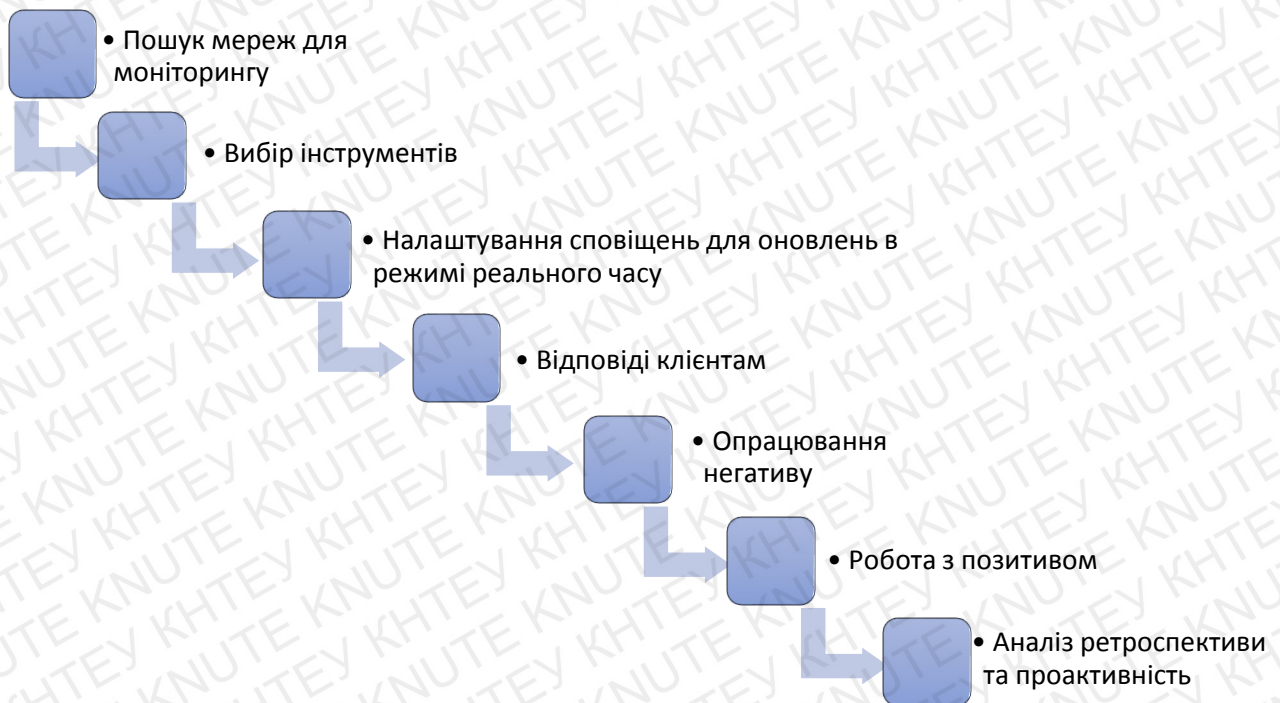 • Пошук мереж для
моніторингу
• Вибір інструментів
• Налаштування сповіщень для оновлень в
режимі реального часу
• Відповіді клієнтам
• Опрацювання
негативу
• Робота з позитивом
• Аналіз ретроспективи
та проактивність